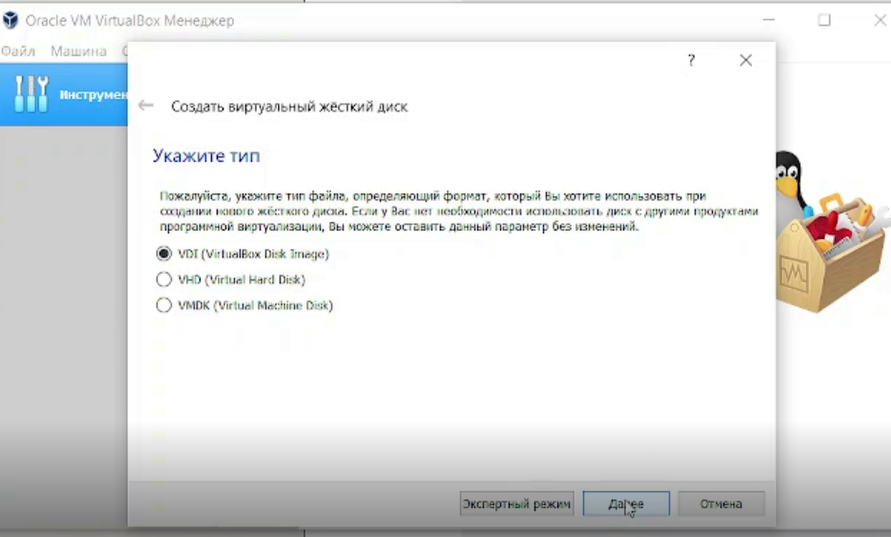 Oracle VM VirtualBox Менеджер
Файл Машина
?
Инструмен
Создать виртуальный жёсткий диск
Укажите тип
Пожалуйста, укажите тип файла, определяющий формат, который Вы хотите использовать при
создании нового жёсткого диска. Если у Вас нет необходимости использовать диск с другими продуктами
программной виртуализации, Вы можете оставить данный параметр без изменений.
VDI (VirtualBox Disk Image)
VHD (Virtual Hard Disk)
VMDK (Virtual Machine Disk)
Экспертный режим Далее Отмена